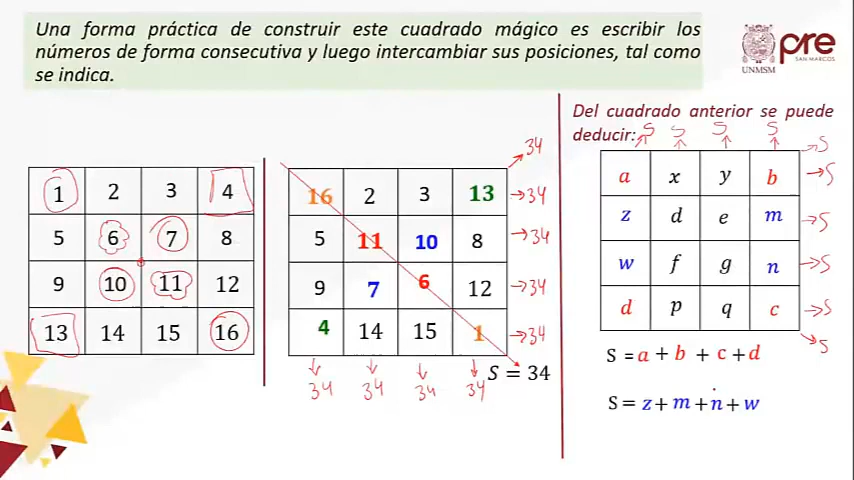 Una forma práctica de construir este cuadrado mágico es escribir los
números de forma consecutiva y luego intercambiar sus posiciones, tal como
se indica.
UNMSM
pre
SAN MARCOS
1 2 3 4
5 6 7 8
9 10 11 12
13 14 15 16
34
16 2 3 13 → 34
5 11 10 8 → 34
9 7 6 12 → 34
4 14 15 1 → 34
34 34 34 34
S = 34
Del cuadrado anterior se puede
deducir:
S S S S S
a x y b → S
z d e m → S
w f g n → S
d p q c → S
S
S = a + b + c + d
S = z + m + n + w